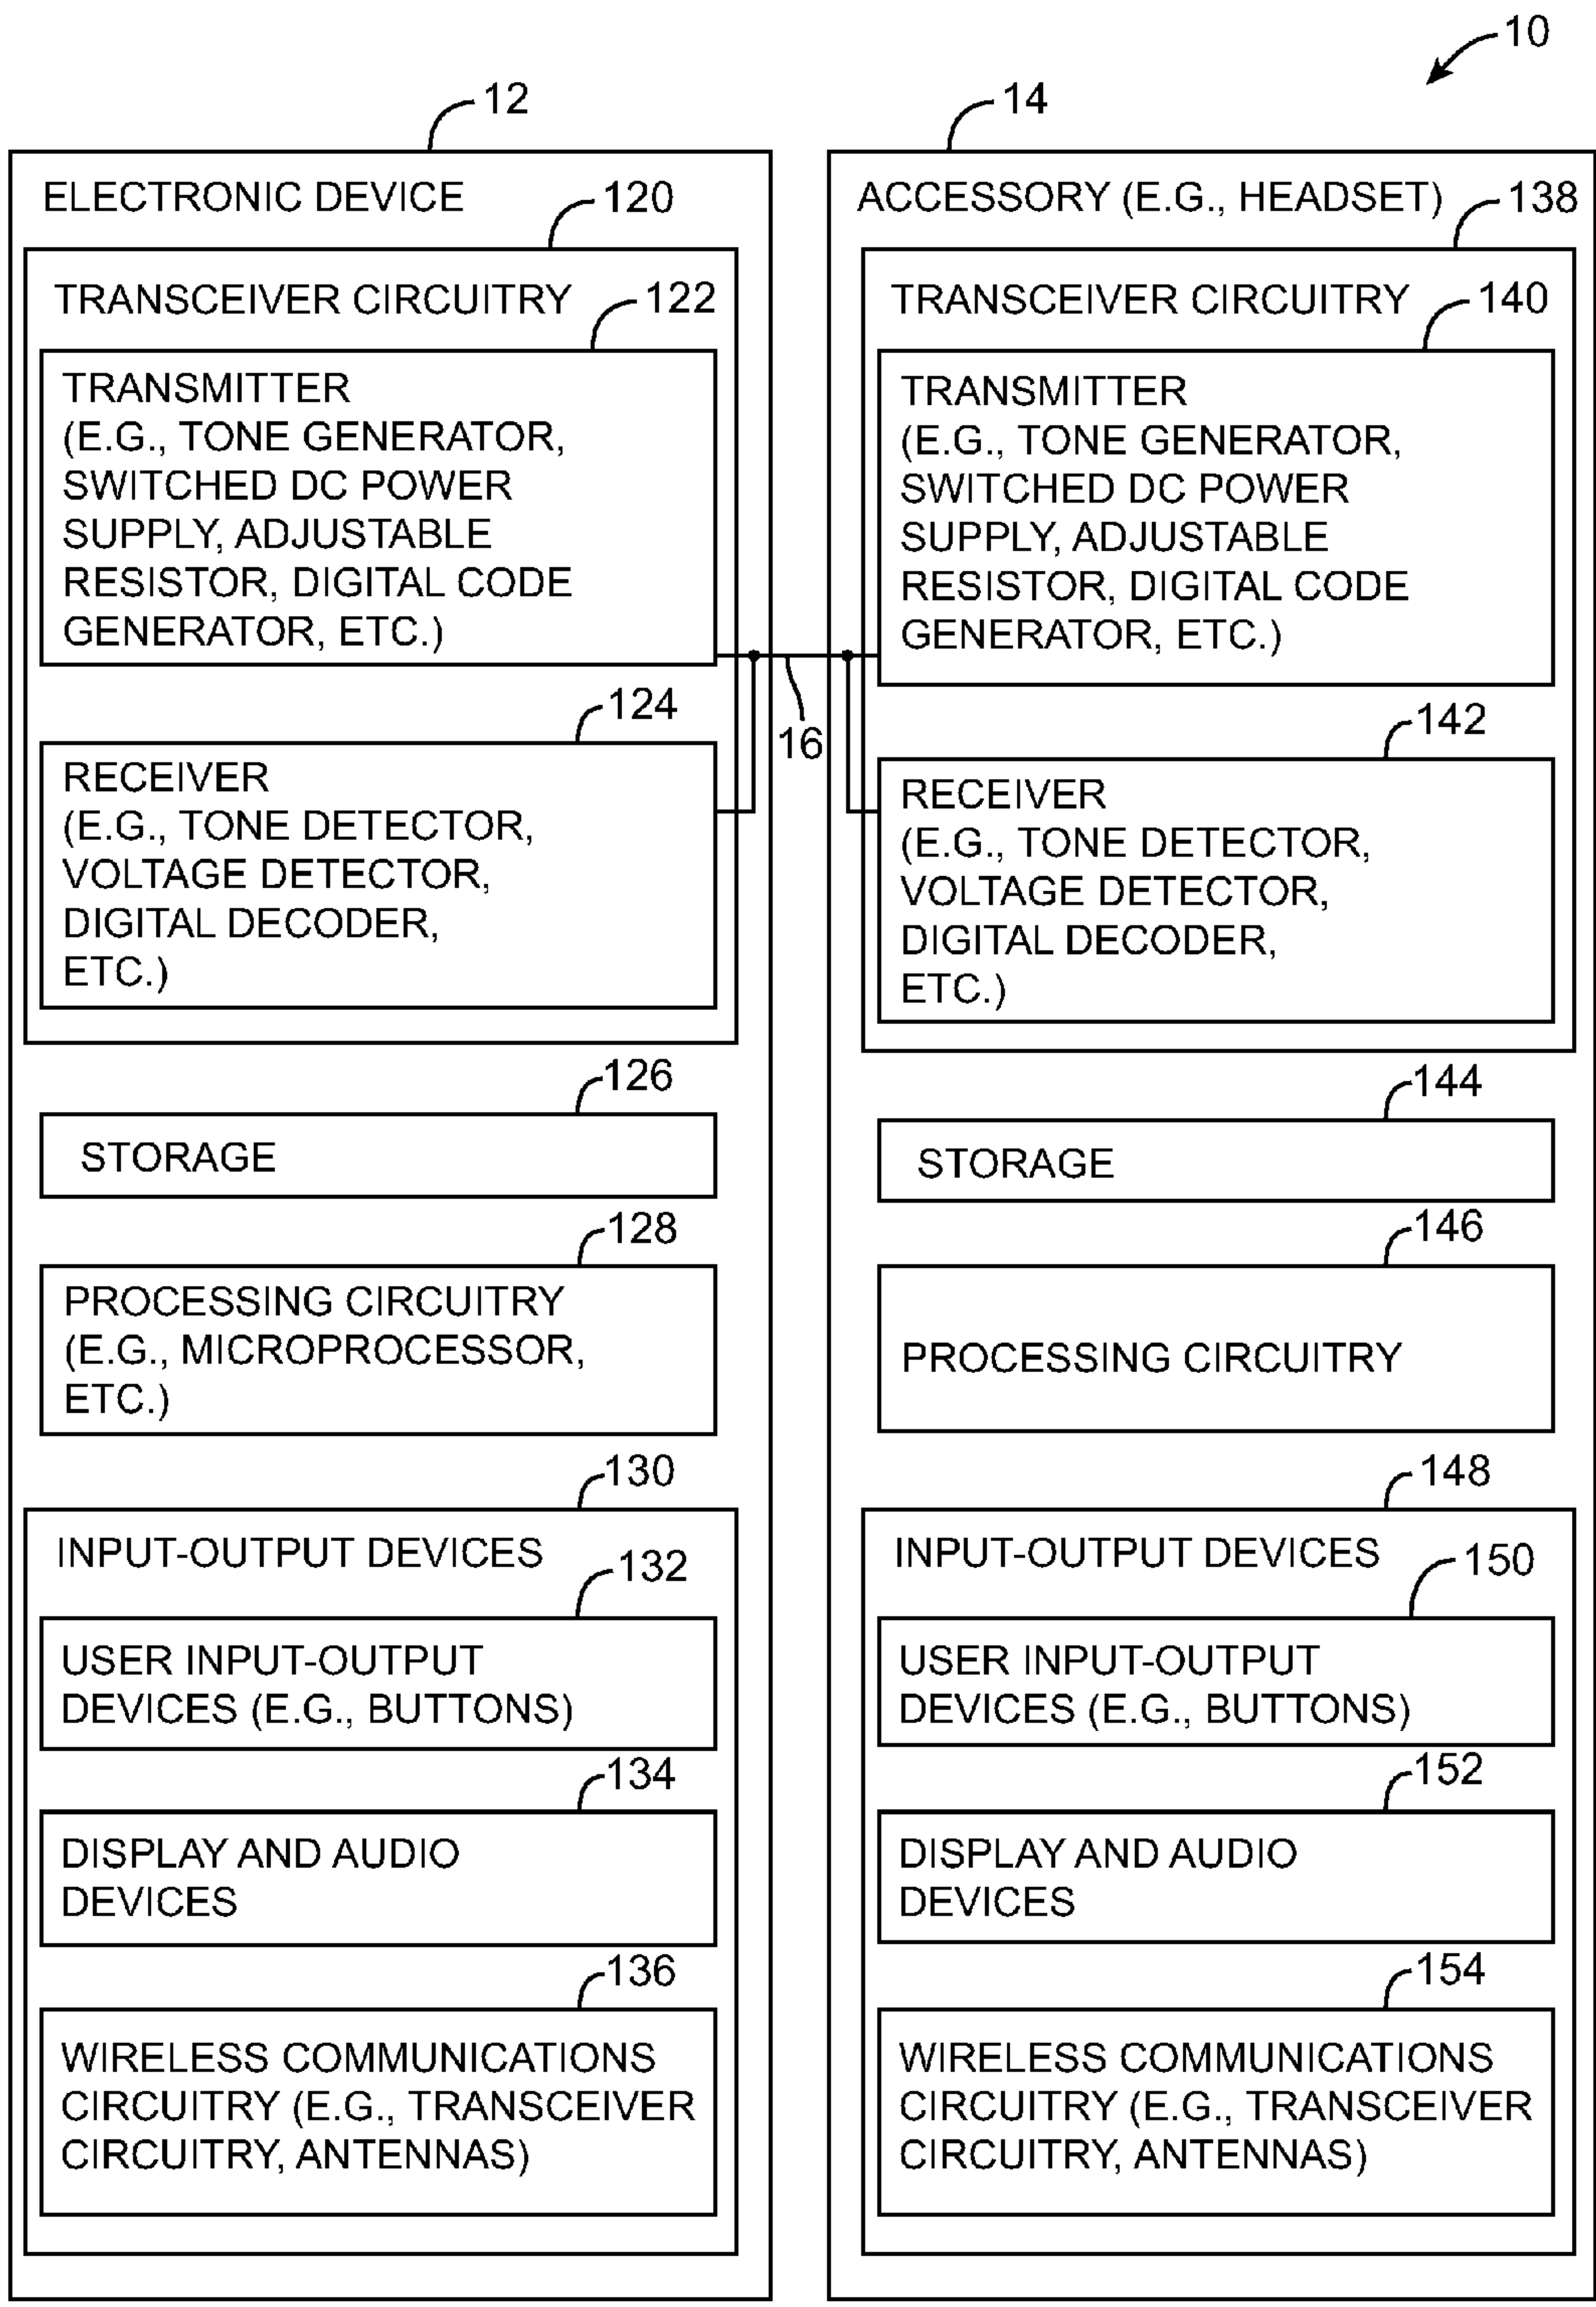 10
12
ELECTRONIC DEVICE
120
TRANSCEIVER CIRCUITRY
122
TRANSMITTER
(E.G., TONE GENERATOR,
SWITCHED DC POWER
SUPPLY, ADJUSTABLE
RESISTOR, DIGITAL CODE
GENERATOR, ETC.)
124
RECEIVER
(E.G., TONE DETECTOR,
VOLTAGE DETECTOR,
DIGITAL DECODER,
ETC.)
126
STORAGE
128
PROCESSING CIRCUITRY
(E.G., MICROPROCESSOR,
ETC.)
130
INPUT-OUTPUT DEVICES
132
USER INPUT-OUTPUT
DEVICES (E.G., BUTTONS)
134
DISPLAY AND AUDIO
DEVICES
136
WIRELESS COMMUNICATIONS
CIRCUITRY (E.G., TRANSCEIVER
CIRCUITRY, ANTENNAS)
16
14
ACCESSORY (E.G., HEADSET)
138
TRANSCEIVER CIRCUITRY
140
TRANSMITTER
(E.G., TONE GENERATOR,
SWITCHED DC POWER
SUPPLY, ADJUSTABLE
RESISTOR, DIGITAL CODE
GENERATOR, ETC.)
142
RECEIVER
(E.G., TONE DETECTOR,
VOLTAGE DETECTOR,
DIGITAL DECODER,
ETC.)
144
STORAGE
146
PROCESSING CIRCUITRY
148
INPUT-OUTPUT DEVICES
150
USER INPUT-OUTPUT
DEVICES (E.G., BUTTONS)
152
DISPLAY AND AUDIO
DEVICES
154
WIRELESS COMMUNICATIONS
CIRCUITRY (E.G., TRANSCEIVER
CIRCUITRY, ANTENNAS)